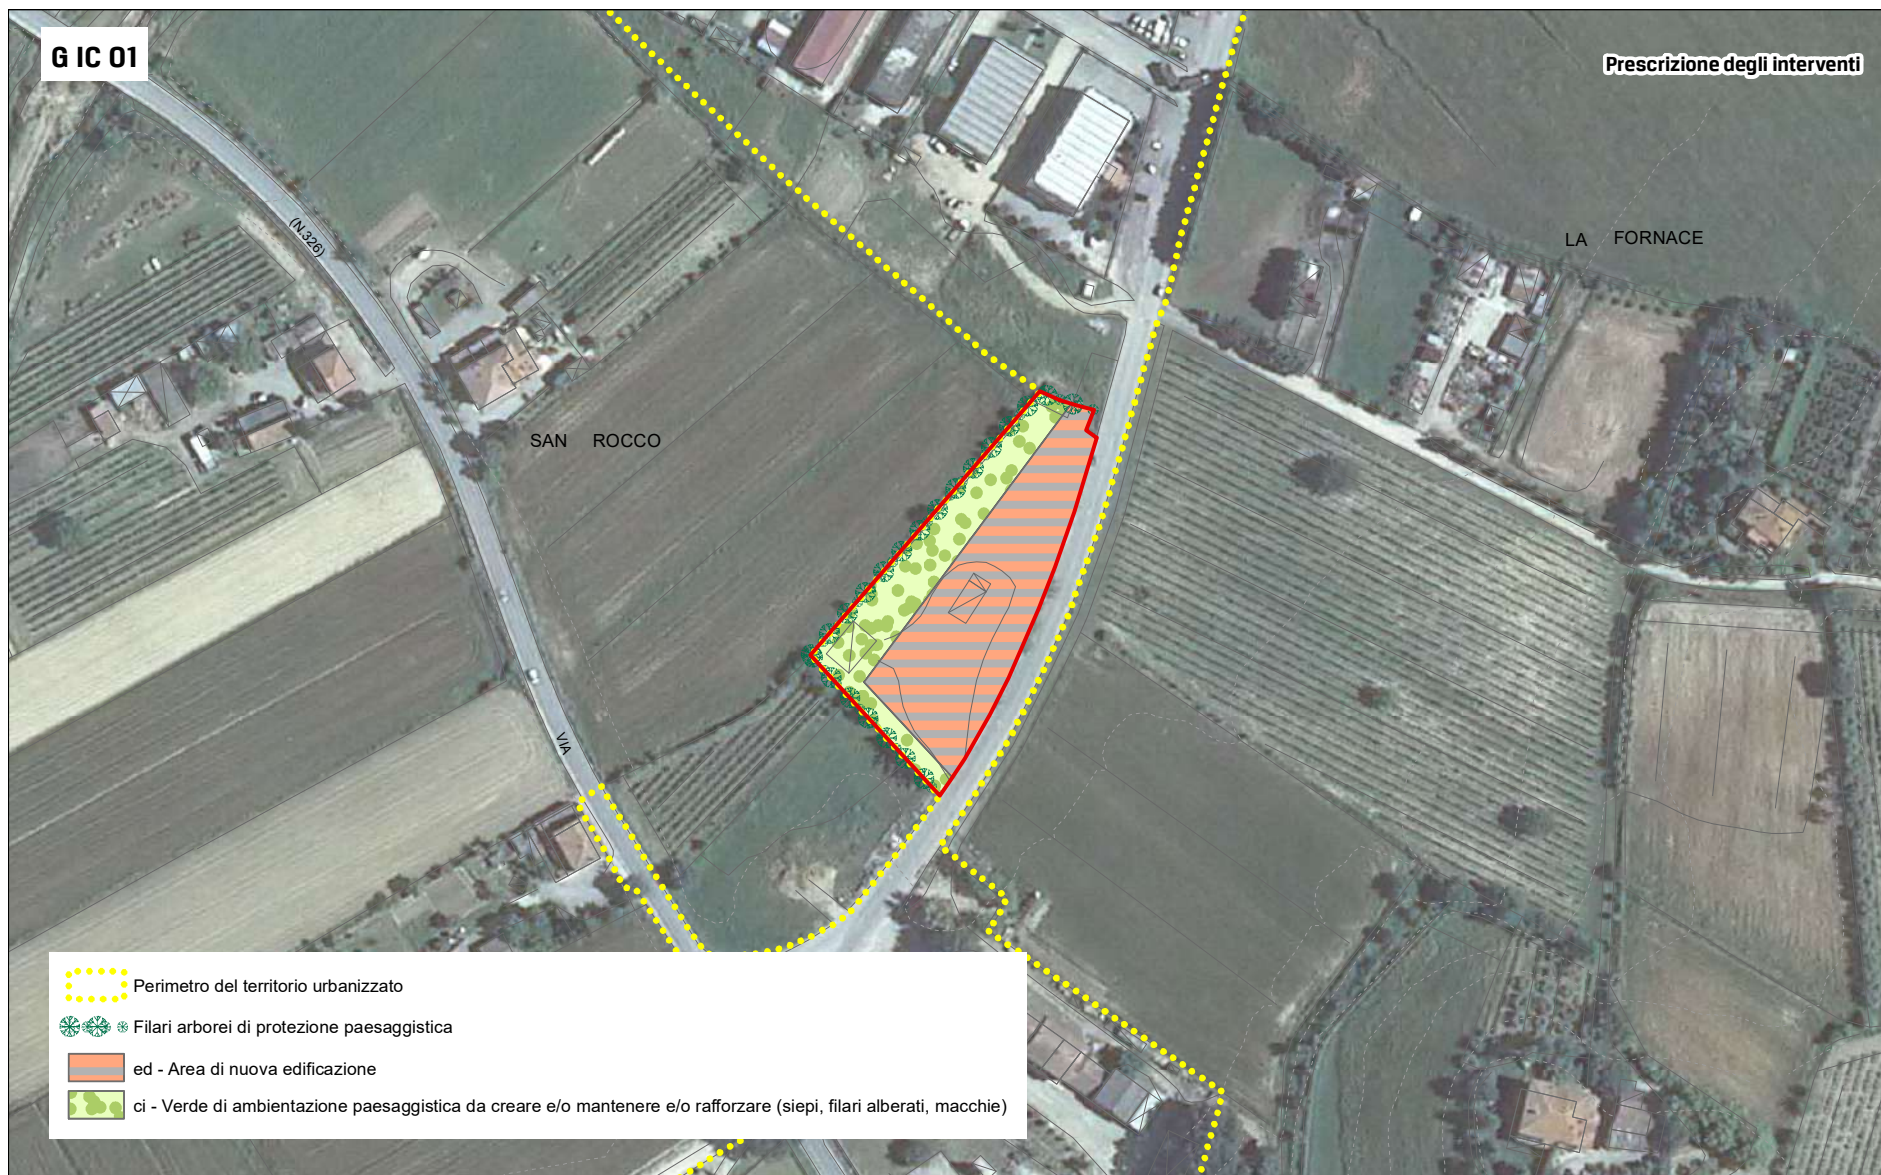 G IC 01
Prescrizione degli interventi
(N.326)
LA FORNACE
SAN ROCCO
VIA
Perimetro del territorio urbanizzato
Filari arborei di protezione paesaggistica
ed - Area di nuova edificazione
ci - Verde di ambientazione paesaggistica da creare e/o mantenere e/o rafforzare (siepi, filari alberati, macchie)